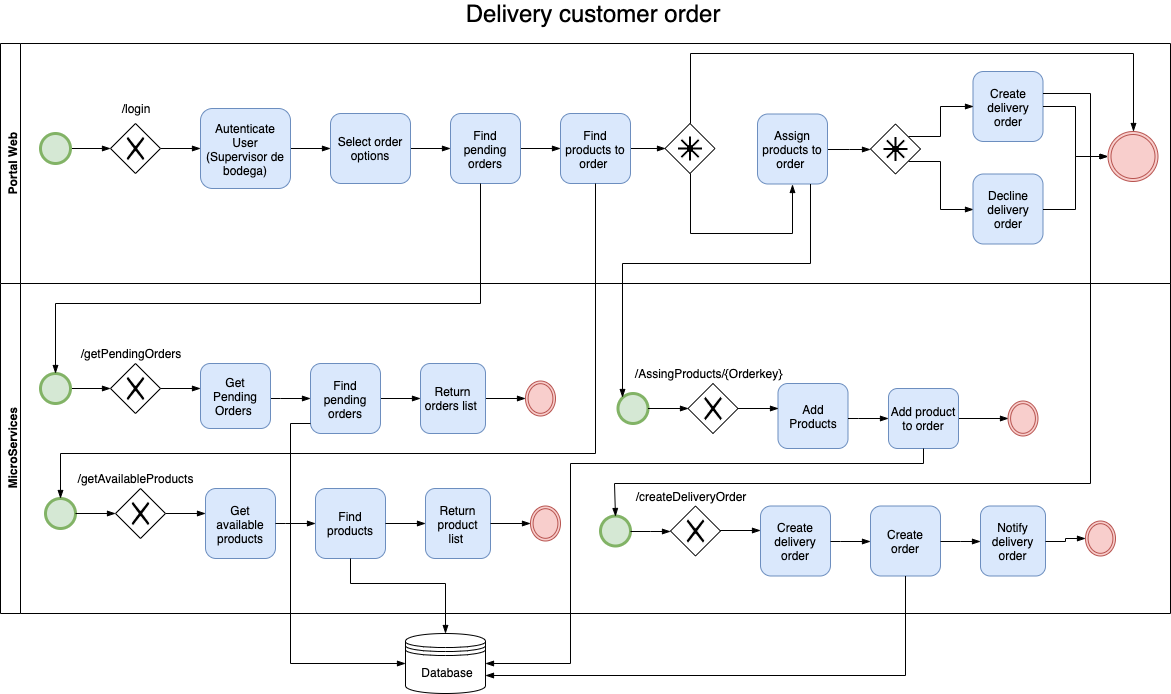 Delivery customer order
Portal Web
/login
Autenticate
User
(Supervisor de
bodega)
Select order
options
Find
pending
orders
Find
products to
order
Assign
products to
order
Create
delivery
order
Decline
delivery
order
MicroServices
/getPendingOrders
Get
Pending
Orders
Find
pending
orders
Return
orders list
/AssingProducts/{Orderkey}
Add
Products
Add product
to order
/getAvailableProducts
Get
available
products
Find
products
Return
product
list
/createDeliveryOrder
Create
delivery
order
Create
order
Notify
delivery
order
Database